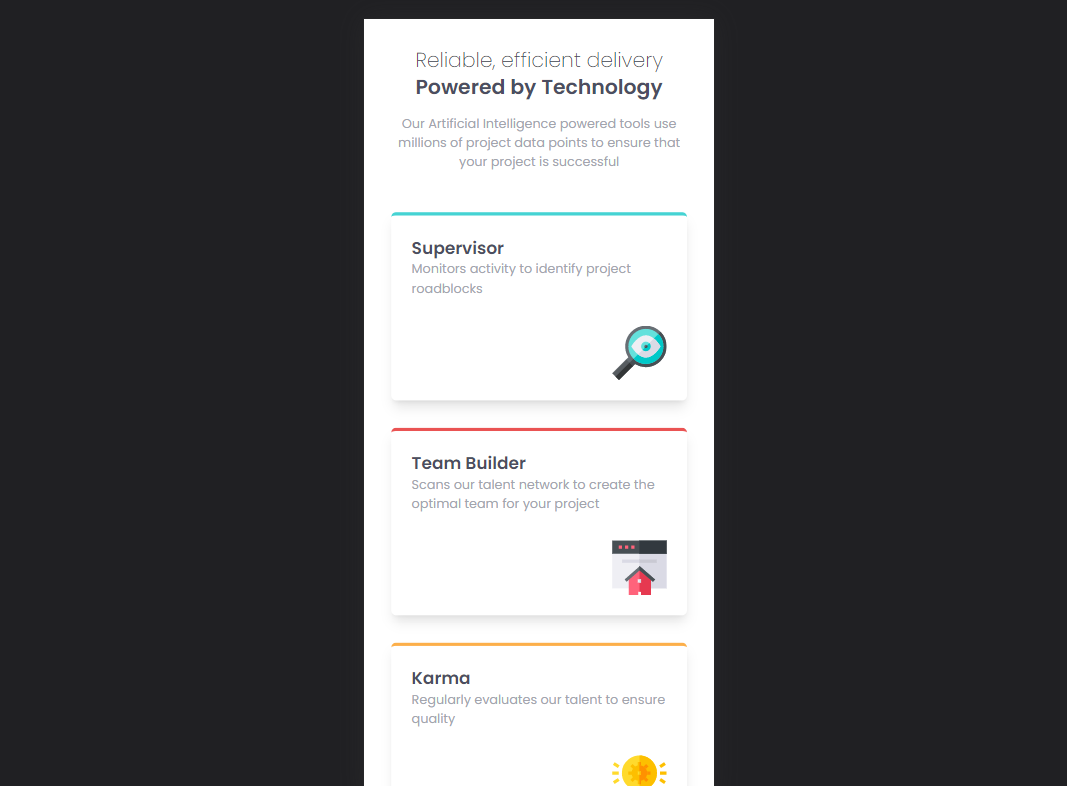 Reliable, efficient delivery
Powered by Technology
Our Artificial Intelligence powered tools use
millions of project data points to ensure that
your project is successful
Supervisor
Monitors activity to identify project
roadblocks
Team Builder
Scans our talent network to create the
optimal team for your project
Karma
Regularly evaluates our talent to ensure
quality